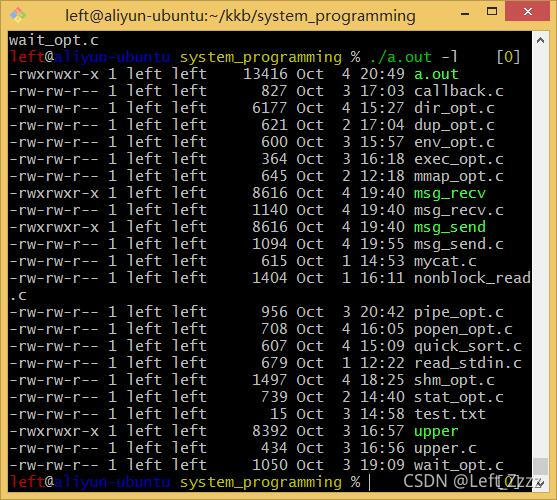 left@aliyun-ubuntu:~/kkb/system_programming
wait_opt.c
left@aliyun-ubuntu system_programming % ./a.out -l    [0]
-rwxrwxr-x 1 left left    13416 Oct  4 20:49 a.out
-rw-rw-r-- 1 left left      827 Oct  3 17:03 callback.c
-rw-rw-r-- 1 left left     6177 Oct  4 15:27 dir_opt.c
-rw-rw-r-- 1 left left      621 Oct  2 17:04 dup_opt.c
-rw-rw-r-- 1 left left      600 Oct  3 15:57 env_opt.c
-rw-rw-r-- 1 left left      364 Oct  3 16:18 exec_opt.c
-rw-rw-r-- 1 left left      645 Oct  2 12:18 mmap_opt.c
-rwxrwxr-x 1 left left     8616 Oct  4 19:40 msg_recv
-rw-rw-r-- 1 left left     1140 Oct  4 19:40 msg_recv.c
-rwxrwxr-x 1 left left     8616 Oct  4 19:40 msg_send
-rw-rw-r-- 1 left left     1094 Oct  4 19:55 msg_send.c
-rw-rw-r-- 1 left left      615 Oct  1 14:53 mycat.c
-rw-rw-r-- 1 left left     1404 Oct  1 16:11 nonblock_read
.c
-rw-rw-r-- 1 left left      956 Oct  3 20:42 pipe_opt.c
-rw-rw-r-- 1 left left      708 Oct  4 16:05 popen_opt.c
-rw-rw-r-- 1 left left      607 Oct  4 15:09 quick_sort.c
-rw-rw-r-- 1 left left      679 Oct  1 12:22 read_stdin.c
-rw-rw-r-- 1 left left     1497 Oct  4 18:25 shm_opt.c
-rw-rw-r-- 1 left left      739 Oct  2 14:40 stat_opt.c
-rw-rw-r-- 1 left left       15 Oct  3 14:58 test.txt
-rwxrwxr-x 1 left left     8392 Oct  3 16:57 upper
-rw-rw-r-- 1 left left      434 Oct  3 16:56 upper.c
-rw-rw-r-- 1 left left     1050 Oct  3 19:09 wait_opt.c
left@aliyun-ubuntu system_programming %    [0]
CSDN @Left_Zzzz